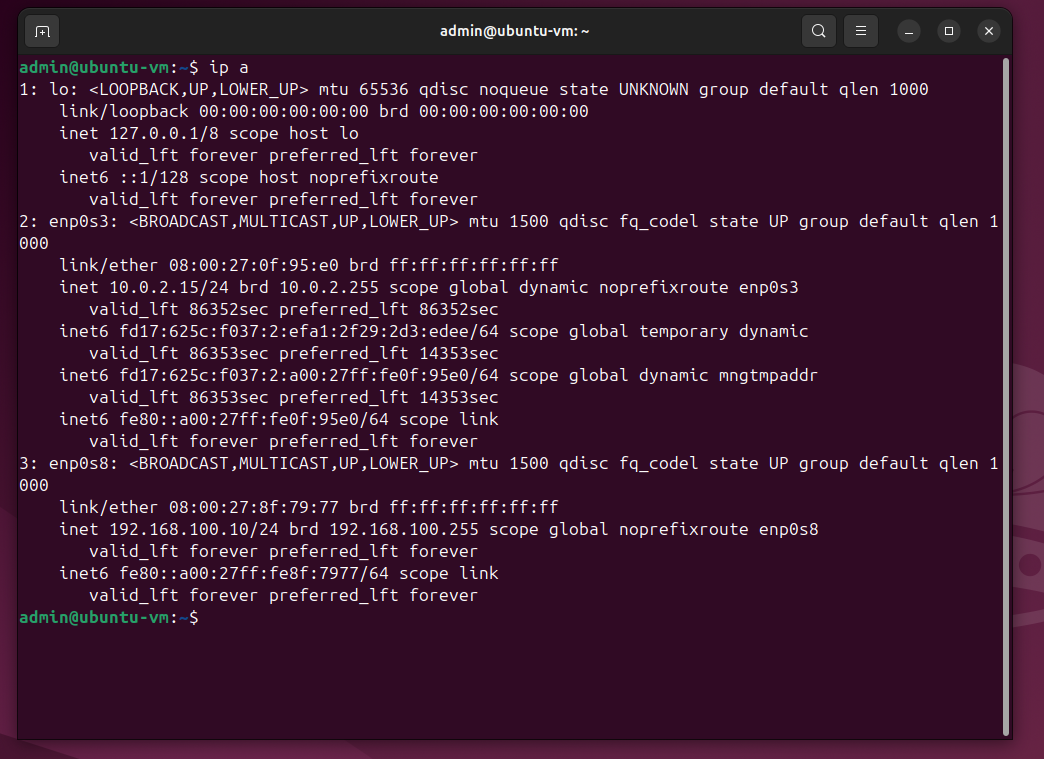 admin@ubuntu-vm: ~
admin@ubuntu-vm:~$ ip a
1: lo: <LOOPBACK,UP,LOWER_UP> mtu 65536 qdisc noqueue state UNKNOWN group default qlen 1000
    link/loopback 00:00:00:00:00:00 brd 00:00:00:00:00:00
    inet 127.0.0.1/8 scope host lo
       valid_lft forever preferred_lft forever
    inet6 ::1/128 scope host noprefixroute
       valid_lft forever preferred_lft forever
2: enp0s3: <BROADCAST,MULTICAST,UP,LOWER_UP> mtu 1500 qdisc fq_codel state UP group default qlen 1
000
    link/ether 08:00:27:0f:95:e0 brd ff:ff:ff:ff:ff:ff
    inet 10.0.2.15/24 brd 10.0.2.255 scope global dynamic noprefixroute enp0s3
       valid_lft 86352sec preferred_lft 86352sec
    inet6 fd17:625c:f037:2:efa1:2f29:2d3:edee/64 scope global temporary dynamic
       valid_lft 86353sec preferred_lft 14353sec
    inet6 fd17:625c:f037:2:a00:27ff:fe0f:95e0/64 scope global dynamic mngtmpaddr
       valid_lft 86353sec preferred_lft 14353sec
    inet6 fe80::a00:27ff:fe0f:95e0/64 scope link
       valid_lft forever preferred_lft forever
3: enp0s8: <BROADCAST,MULTICAST,UP,LOWER_UP> mtu 1500 qdisc fq_codel state UP group default qlen 1
000
    link/ether 08:00:27:8f:79:77 brd ff:ff:ff:ff:ff:ff
    inet 192.168.100.10/24 brd 192.168.100.255 scope global noprefixroute enp0s8
       valid_lft forever preferred_lft forever
    inet6 fe80::a00:27ff:fe8f:7977/64 scope link
       valid_lft forever preferred_lft forever
admin@ubuntu-vm:~$